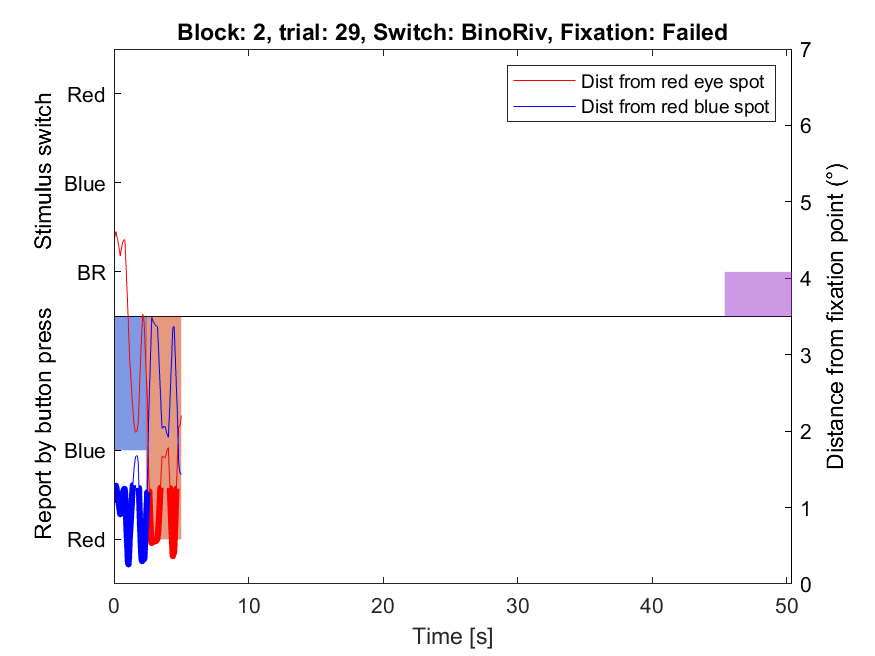 Block: 2, trial: 29, Switch: BinoRiv, Fixation: Failed
Dist from red eye spot
Dist from red blue spot
Stimulus switch
Red
Blue
BR
Report by button press
Blue
Red
7
6
5
4
3
2
1
0
Distance from fixation point (°)
0 10 20 30 40 50
Time [s]